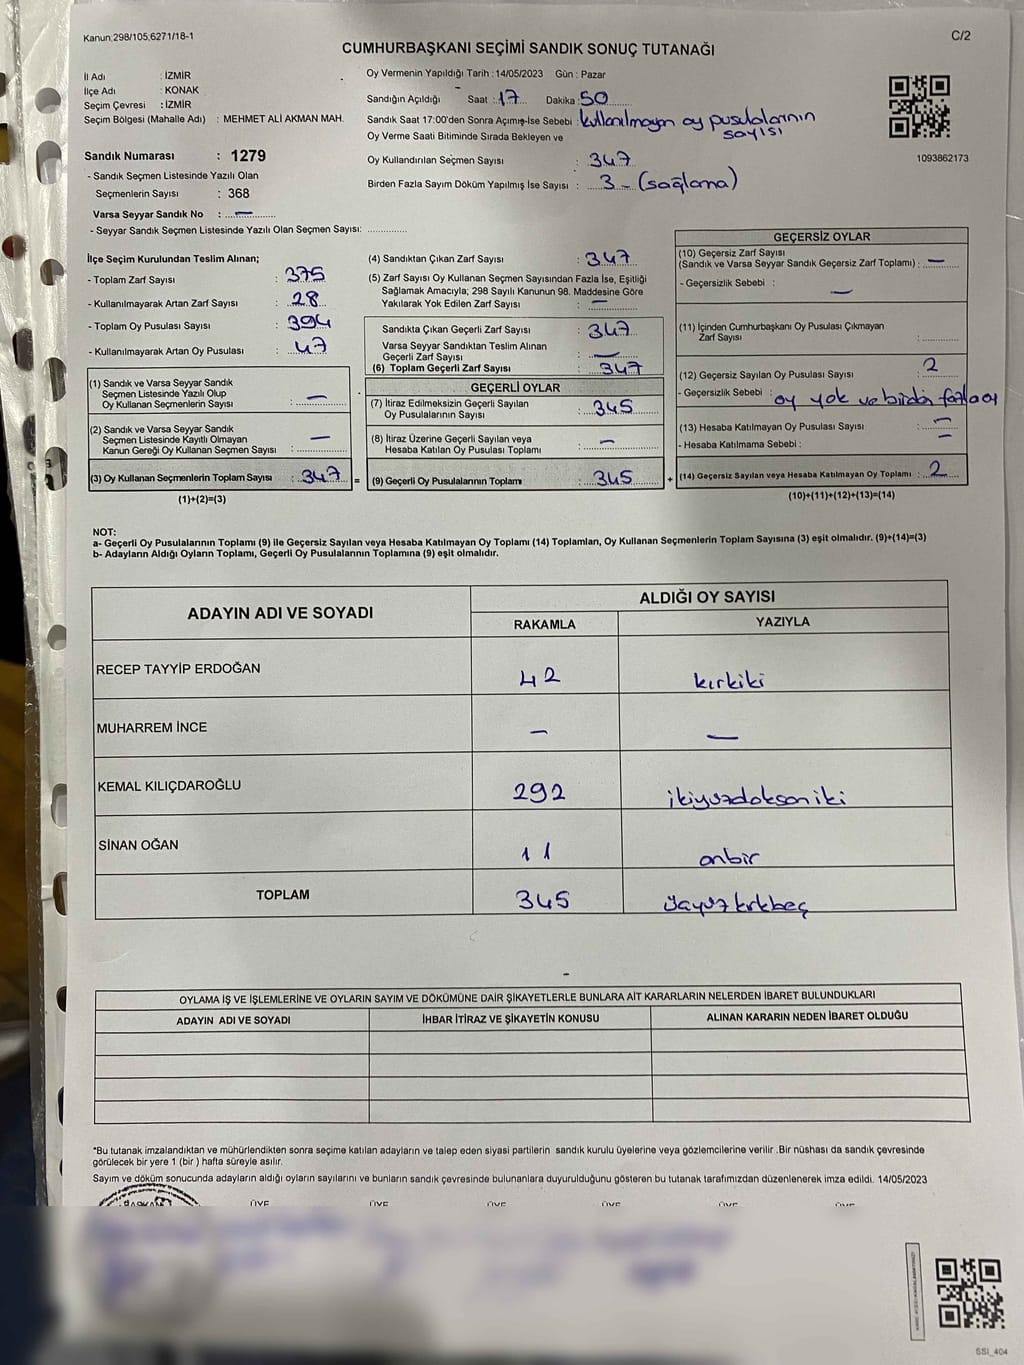 Kanun:298/105,6271/18-1
C/2
CUMHURBAŞKANI SEÇİMİ SANDIK SONUÇ TUTANAĞI
İl Adı : İZMİR
İlçe Adı : KONAK
Seçim Çevresi : İZMİR
Seçim Bölgesi (Mahalle Adı) : MEHMET ALİ AKMAN MAH.
Sandık Numarası : 1279
- Sandık Seçmen Listesinde Yazılı Olan
Seçmenlerin Sayısı : 368
Varsa Seyyar Sandık No : —
- Seyyar Sandık Seçmen Listesinde Yazılı Olan Seçmen Sayısı: ..............
Oy Vermenin Yapıldığı Tarih : 14/05/2023 Gün : Pazar
Sandığın Açıldığı Saat : 17 Dakika : 50
Sandık Saat 17:00'den Sonra Açılmış-İse Sebebi : kullanılmayan oy pusulalarının sayısı
Oy Verme Saati Bitiminde Sırada Bekleyen ve
Oy Kullandırılan Seçmen Sayısı : 347
Birden Fazla Sayım Döküm Yapılmış İse Sayısı : 3 - (sağlama)
1093862173
İlçe Seçim Kurulundan Teslim Alınan;
- Toplam Zarf Sayısı : 375
- Kullanılmayarak Artan Zarf Sayısı : 28
- Toplam Oy Pusulası Sayısı : 394
- Kullanılmayarak Artan Oy Pusulası : 47
(1) Sandık ve Varsa Seyyar Sandık
Seçmen Listesinde Yazılı Olup
Oy Kullanan Seçmenlerin Sayısı : —
(2) Sandık ve Varsa Seyyar Sandık
Seçmen Listesinde Kayıtlı Olmayan
Kanun Gereği Oy Kullanan Seçmen Sayısı : —
(3) Oy Kullanan Seçmenlerin Toplam Sayısı : 347 =
(1)+(2)=(3)
(4) Sandıktan Çıkan Zarf Sayısı : 347
(5) Zarf Sayısı Oy Kullanan Seçmen Sayısından Fazla İse, Eşitliği
Sağlamak Amacıyla; 298 Sayılı Kanunun 98. Maddesine Göre
Yakılarak Yok Edilen Zarf Sayısı : —
Sandıkta Çıkan Geçerli Zarf Sayısı : 347
Varsa Seyyar Sandıktan Teslim Alınan
Geçerli Zarf Sayısı : —
(6) Toplam Geçerli Zarf Sayısı : 347
GEÇERLİ OYLAR
(7) İtiraz Edilmeksizin Geçerli Sayılan
Oy Pusulalarının Sayısı : 345
(8) İtiraz Üzerine Geçerli Sayılan veya
Hesaba Katılan Oy Pusulası Toplamı : —
(9) Geçerli Oy Pusulalarının Toplamı : 345 +
GEÇERSİZ OYLAR
(10) Geçersiz Zarf Sayısı
(Sandık ve Varsa Seyyar Sandık Geçersiz Zarf Toplamı) : —
- Geçersizlik Sebebi : —
(11) İçinden Cumhurbaşkanı Oy Pusulası Çıkmayan
Zarf Sayısı : ............
(12) Geçersiz Sayılan Oy Pusulası Sayısı : 2
- Geçersizlik Sebebi : oy yok ve birden fazla oy
(13) Hesaba Katılmayan Oy Pusulası Sayısı : —
- Hesaba Katılmama Sebebi : —
(14) Geçersiz Sayılan veya Hesaba Katılmayan Oy Toplamı : 2
(10)+(11)+(12)+(13)=(14)
NOT:
a- Geçerli Oy Pusulalarının Toplamı (9) ile Geçersiz Sayılan veya Hesaba Katılmayan Oy Toplamı (14) Toplamları, Oy Kullanan Seçmenlerin Toplam Sayısına (3) eşit olmalıdır. (9)+(14)=(3)
b- Adayların Aldığı Oyların Toplamı, Geçerli Oy Pusulalarının Toplamına (9) eşit olmalıdır.
ADAYIN ADI VE SOYADI ALDIĞI OY SAYISI
RAKAMLA YAZIYLA
RECEP TAYYİP ERDOĞAN 42 kırkiki
MUHARREM İNCE — —
KEMAL KILIÇDAROĞLU 292 ikiyüzdoksaniki
SİNAN OĞAN 11 onbir
TOPLAM 345 üçyüzkırkbeş
OYLAMA İŞ VE İŞLEMLERİNE VE OYLARIN SAYIM VE DÖKÜMÜNE DAİR ŞİKAYETLERLE BUNLARA AİT KARARLARIN NELERDEN İBARET BULUNDUKLARI
ADAYIN ADI VE SOYADI İHBAR İTİRAZ VE ŞİKAYETİN KONUSU ALINAN KARARIN NEDEN İBARET OLDUĞU
*Bu tutanak imzalandıktan ve mühürlendikten sonra seçime katılan adayların ve talep eden siyasi partilerin sandık kurulu üyelerine veya gözlemcilerine verilir .Bir nüshası da sandık çevresinde
görülecek bir yere 1 (bir ) hafta süreyle asılır.
Sayım ve döküm sonucunda adayların aldığı oyların sayılarını ve bunların sandık çevresinde bulunanlara duyurulduğunu gösteren bu tutanak tarafımızdan düzenlenerek imza edildi. 14/05/2023
BAŞKAN ÜYE ÜYE ÜYE ÜYE ÜYE ÜYE
SSI_404